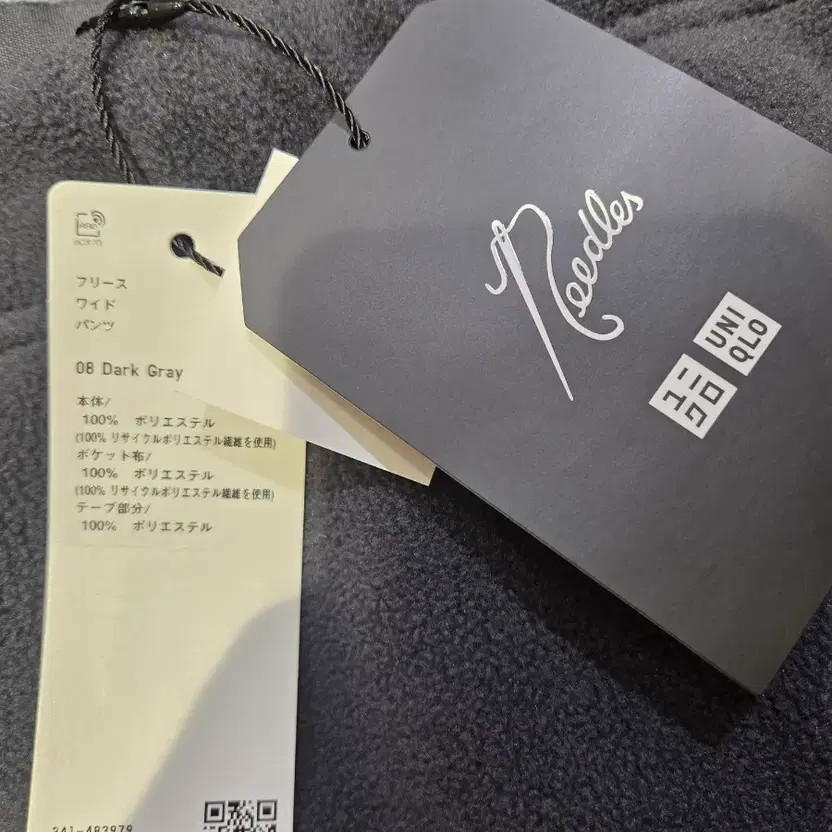 RFID
フリース
ワイド
パンツ
08 Dark Gray
本体/
100% ポリエステル
(100% リサイクルポリエステル繊維を使用)
ポケット布/
100% ポリエステル
(100% リサイクルポリエステル繊維を使用)
テープ部分/
100% ポリエステル
341-483979
Needles
ユニ
クロ
UNI
QLO